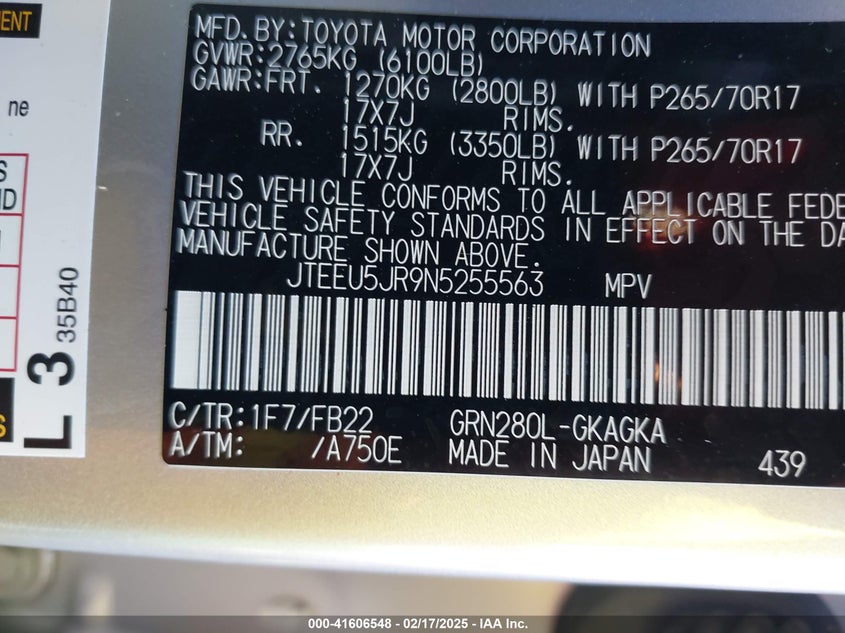 MENT
ne
S
ND
L 3 35B40
S
MFD.BY:TOYOTA MOTOR CORPORATION
GVWR:2765KG (6100LB)
GAWR:FRT. 1270KG (2800LB) WITH P265/70R17
17X7J RIMS.
RR. 1515KG (3350LB) WITH P265/70R17
17X7J RIMS.
THIS VEHICLE CONFORMS TO ALL APPLICABLE FEDE
VEHICLE SAFETY STANDARDS IN EFFECT ON THE DA
MANUFACTURE SHOWN ABOVE.
JTEEU5JR9N5255563 MPV
C/TR:1F7/FB22 GRN280L-GKAGKA
A/TM: /A750E MADE IN JAPAN 439
000-41606548 - 02/17/2025 - IAA Inc.